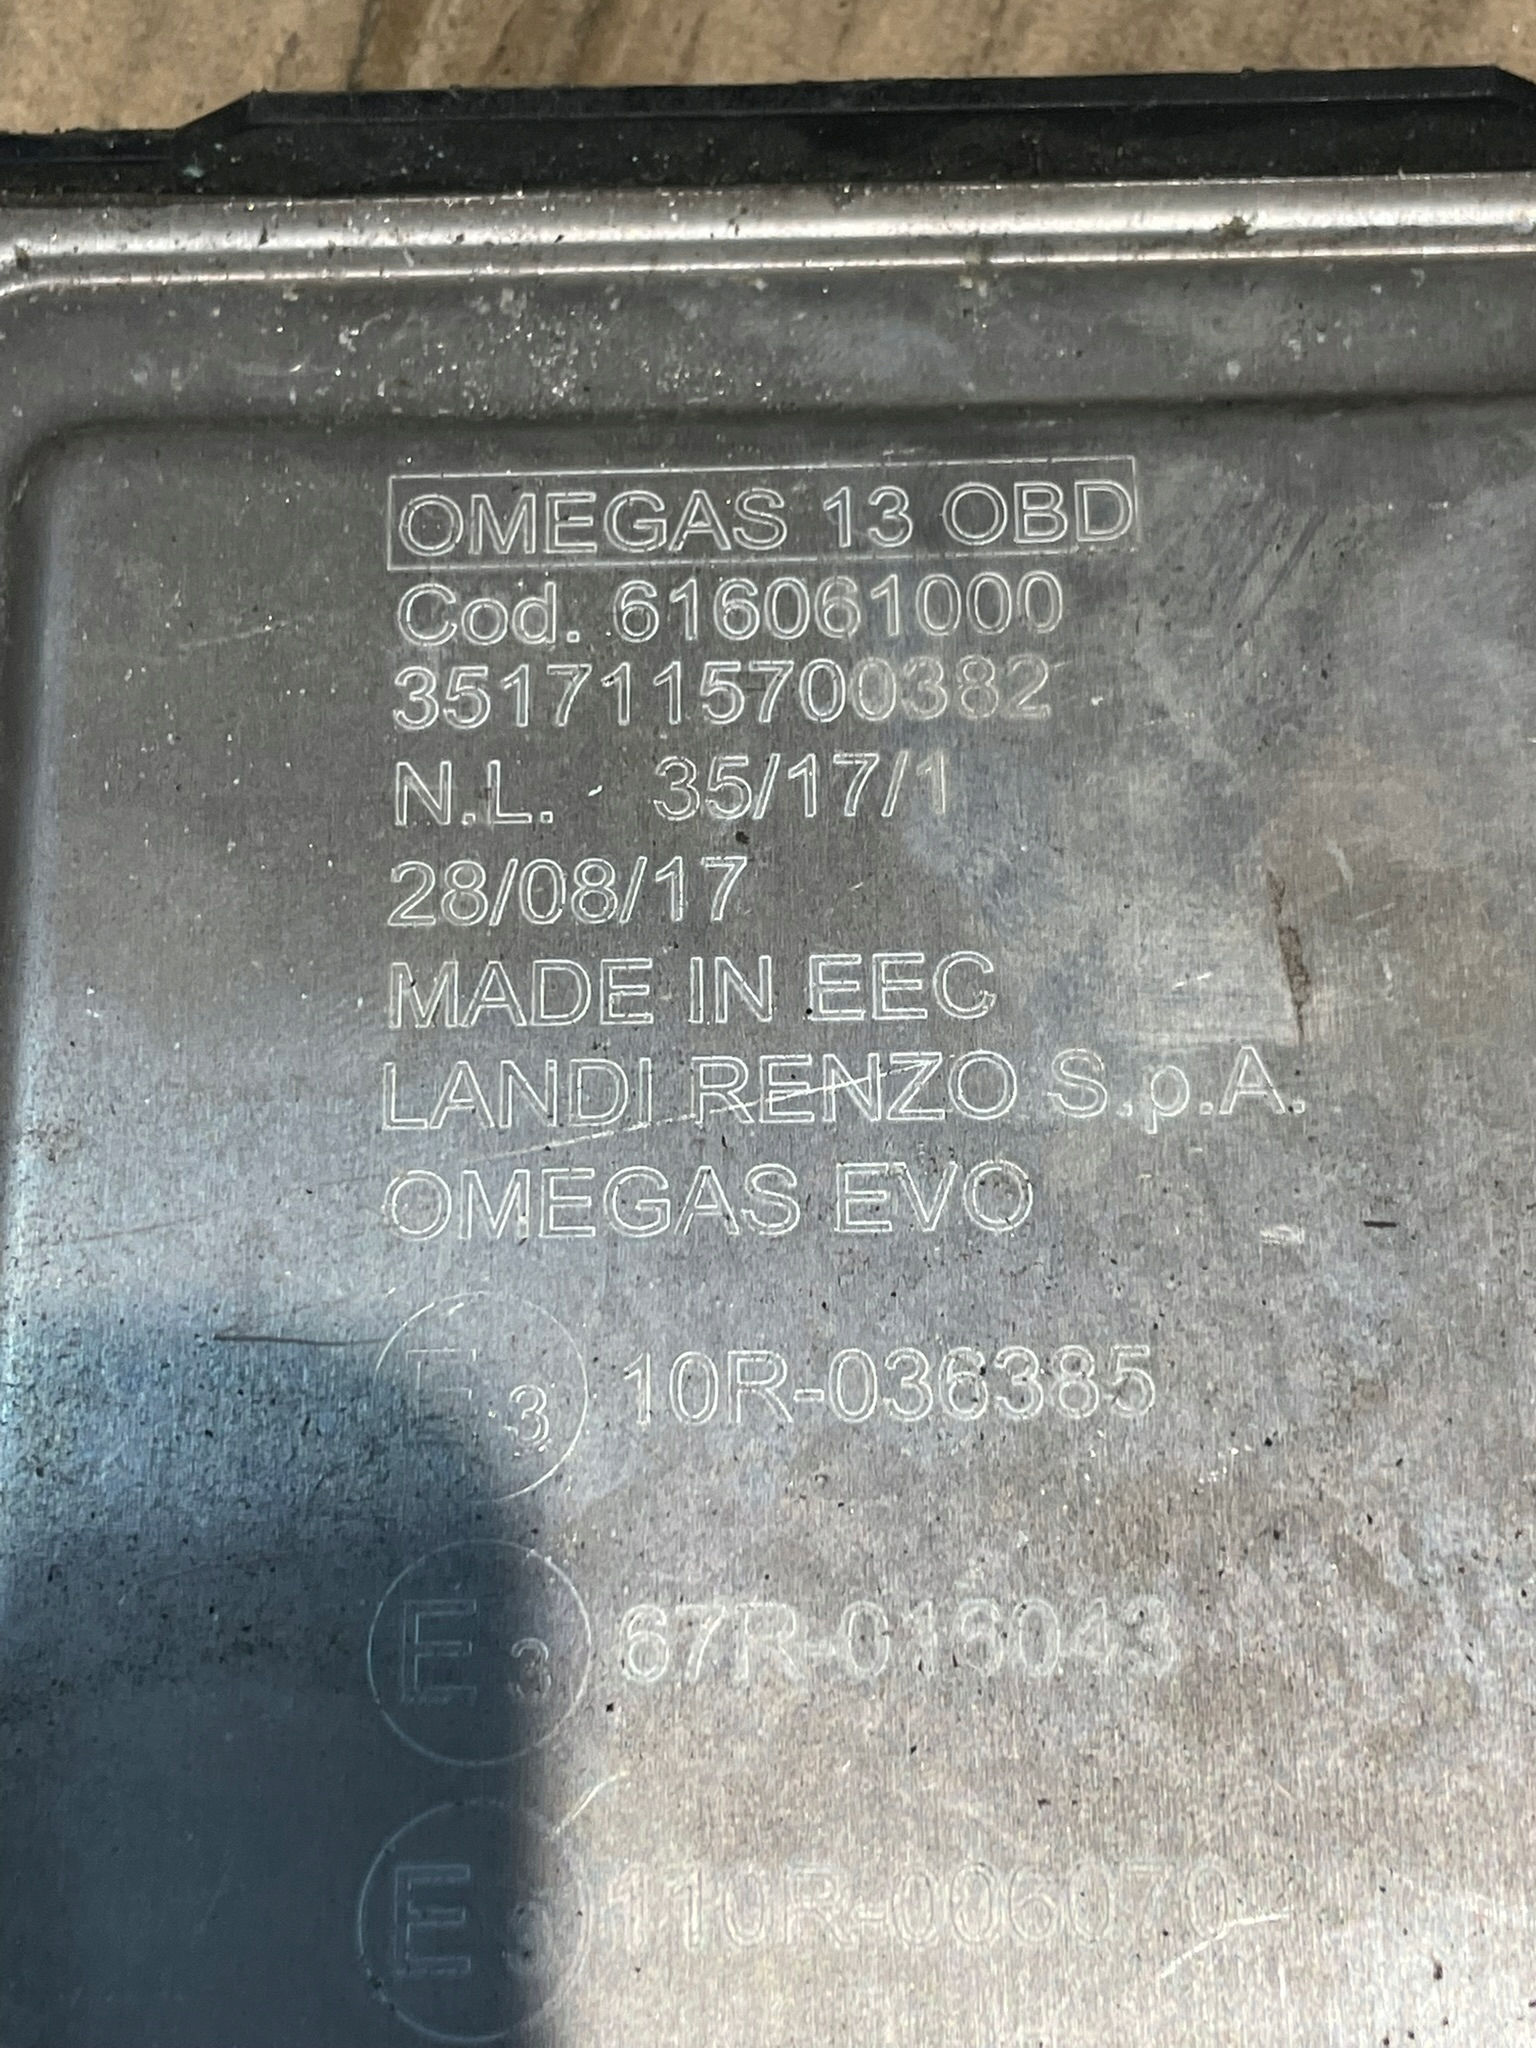 OMEGAS 13 OBD
Cod. 616061000
3517115700382
N.L. 35/17/1
28/08/17
MADE IN EEC
LANDI RENZO S.p.A.
OMEGAS EVO
E3 10R-036385
E3 67R-016043
E3 110R-006070